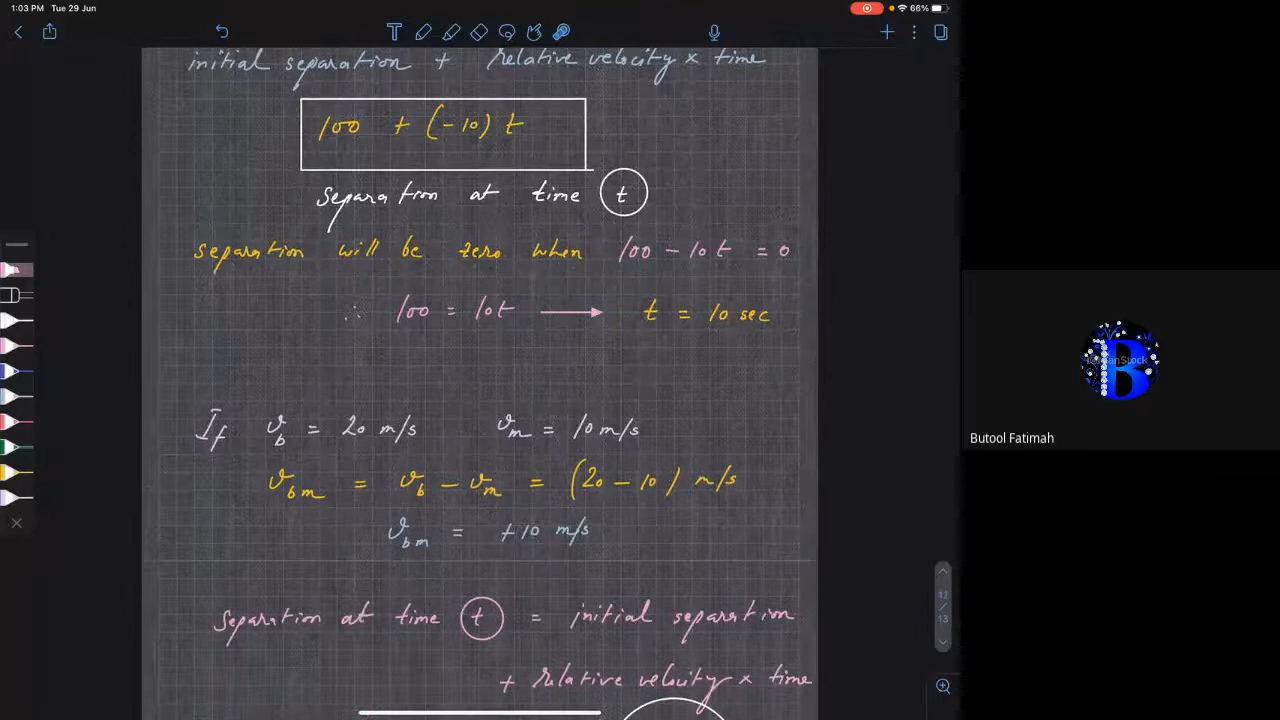 1:03 PM Tue 29 Jun
66%
initial separation + relative velocity × time
100 + (-10) t
separation at time t
separation will be zero when 100 - 10t = 0
∴ 100 = 10t → t = 10 sec
If v_b = 20 m/s v_m = 10 m/s
v_bm = v_b - v_m = (20 - 10) m/s
v_bm = +10 m/s
separation at time t = initial separation
+ relative velocity × time
12 / 13
B
Butool Fatimah